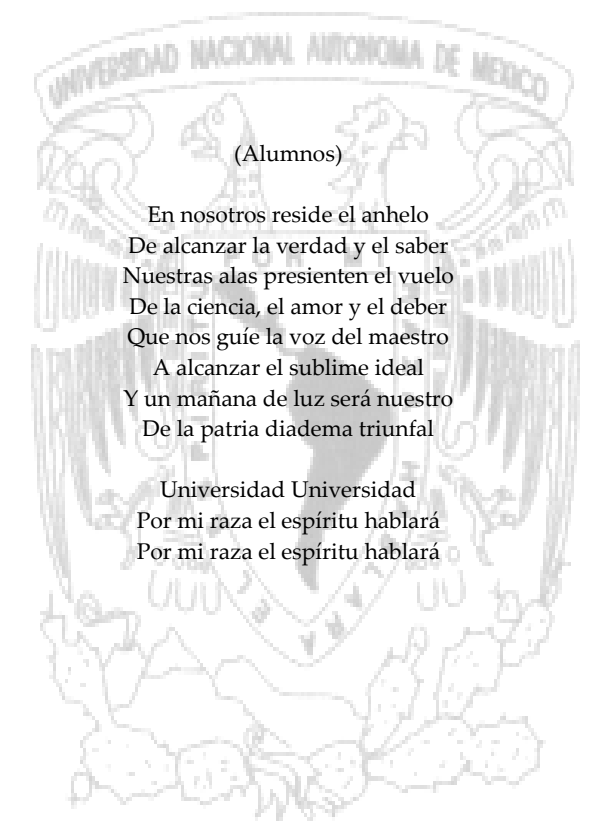 UNIVERSIDAD NACIONAL AUTONOMA DE MEXICO
(Alumnos)
En nosotros reside el anhelo
De alcanzar la verdad y el saber
Nuestras alas presienten el vuelo
De la ciencia, el amor y el deber
Que nos guíe la voz del maestro
A alcanzar el sublime ideal
Y un mañana de luz será nuestro
De la patria diadema triunfal
Universidad Universidad
Por mi raza el espíritu hablará
Por mi raza el espíritu hablará